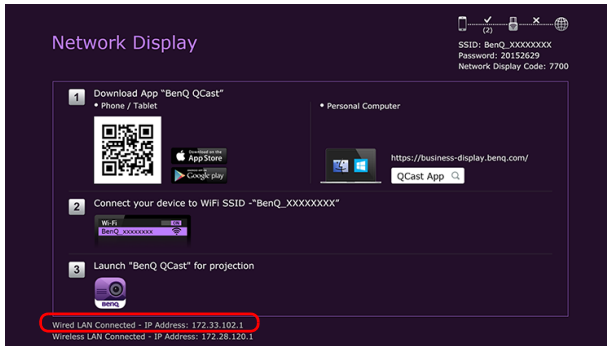 Network Display
(2)
SSID: BenQ_XXXXXXXX
Password: 20152629
Network Display Code: 7700
1
Download App “BenQ QCast”
• Phone / Tablet
• Personal Computer
Download on the
App Store
Google play
https://business-display.benq.com/
QCast App
2
Connect your device to WiFi SSID -“BenQ_XXXXXXXX”
Wi-Fi
ON
BenQ_xxxxxxxx
3
Launch "BenQ QCast" for projection
BenQ
Wired LAN Connected - IP Address: 172.33.102.1
Wireless LAN Connected - IP Address: 172.28.120.1